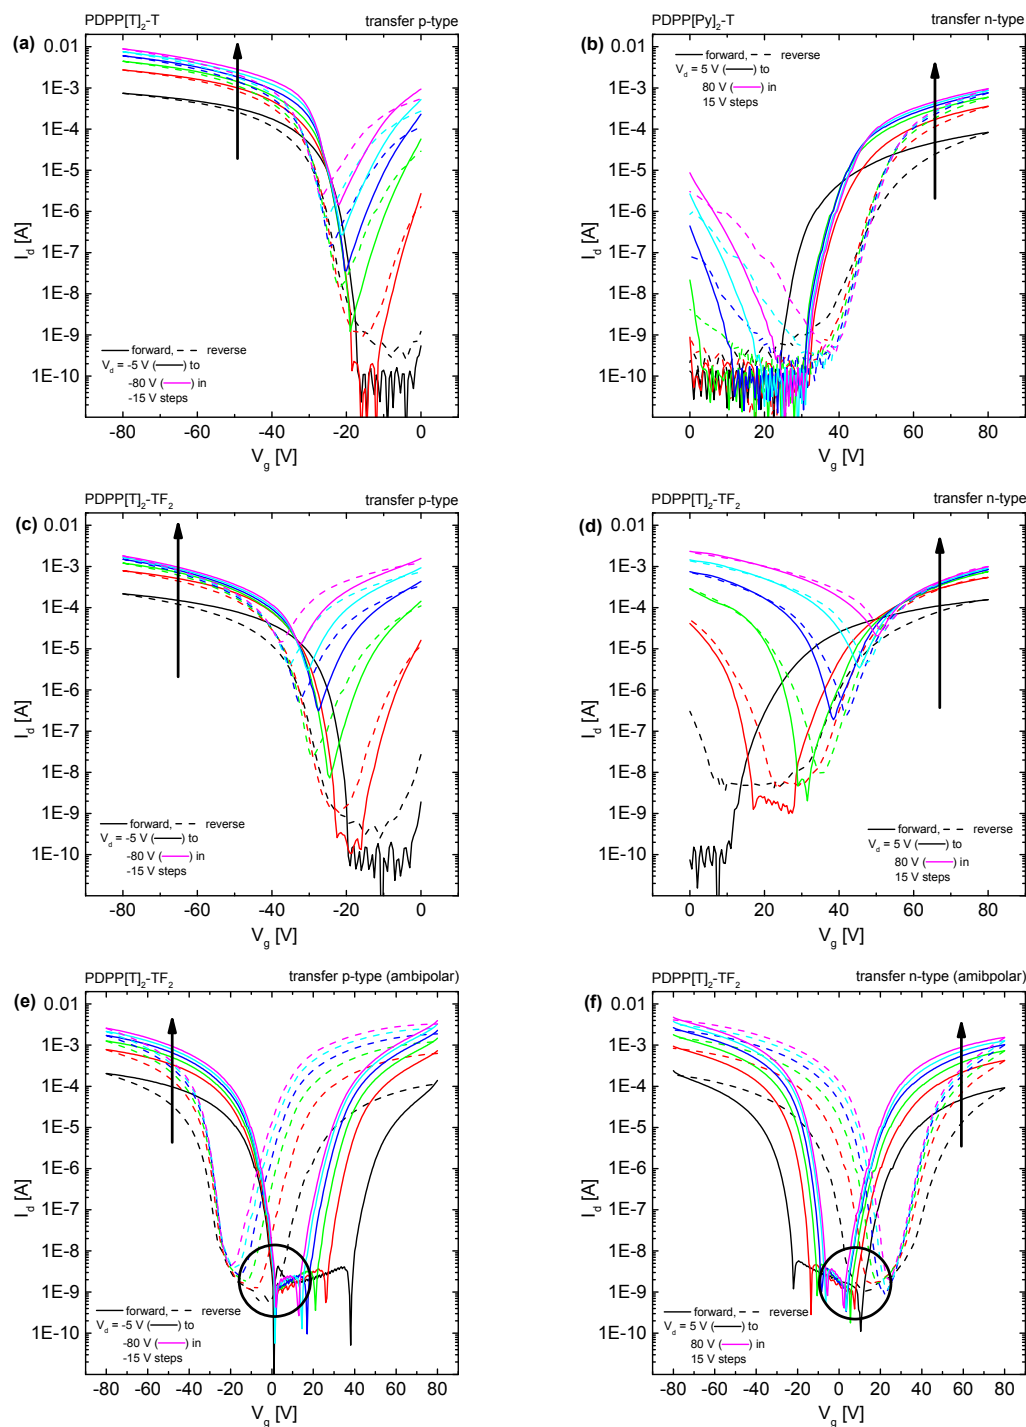 (a) PDPP[T]2-T transfer p-type
0.01
1E-3
1E-4
1E-5
1E-6
1E-7
1E-8
1E-9
1E-10
Id [A]
forward, reverse
Vd = -5 V ( ) to
-80 V ( ) in
-15 V steps
-80 -60 -40 -20 0
Vg [V]
(b) PDPP[Py]2-T transfer n-type
0.01
1E-3
1E-4
1E-5
1E-6
1E-7
1E-8
1E-9
1E-10
Id [A]
forward, reverse
Vd = 5 V ( ) to
80 V ( ) in
15 V steps
0 20 40 60 80
Vg [V]
(c) PDPP[T]2-TF2 transfer p-type
0.01
1E-3
1E-4
1E-5
1E-6
1E-7
1E-8
1E-9
1E-10
Id [A]
forward, reverse
Vd = -5 V ( ) to
-80 V ( ) in
-15 V steps
-80 -60 -40 -20 0
Vg [V]
(d) PDPP[T]2-TF2 transfer n-type
0.01
1E-3
1E-4
1E-5
1E-6
1E-7
1E-8
1E-9
1E-10
Id [A]
forward, reverse
Vd = 5 V ( ) to
80 V ( ) in
15 V steps
0 20 40 60 80
Vg [V]
(e) PDPP[T]2-TF2 transfer p-type (ambipolar)
0.01
1E-3
1E-4
1E-5
1E-6
1E-7
1E-8
1E-9
1E-10
Id [A]
forward, reverse
Vd = -5 V ( ) to
-80 V ( ) in
-15 V steps
-80 -60 -40 -20 0 20 40 60 80
Vg [V]
(f) PDPP[T]2-TF2 transfer n-type (amibpolar)
0.01
1E-3
1E-4
1E-5
1E-6
1E-7
1E-8
1E-9
1E-10
Id [A]
forward, reverse
Vd = 5 V ( ) to
80 V ( ) in
15 V steps
-80 -60 -40 -20 0 20 40 60 80
Vg [V]